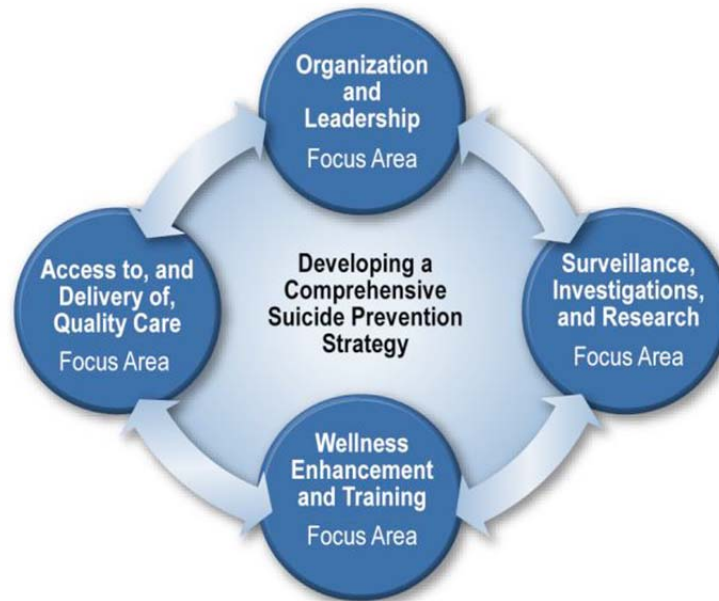 Organization
and
Leadership
Focus Area
Access to, and
Delivery of,
Quality Care
Focus Area
Developing a
Comprehensive
Suicide Prevention
Strategy
Surveillance,
Investigations,
and Research
Focus Area
Wellness
Enhancement
and Training
Focus Area